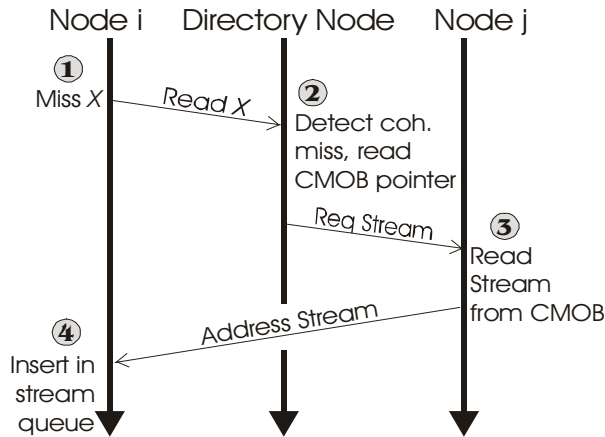 Node i Directory Node Node j
1
Miss X
Read X
2
Detect coh.
miss, read
CMOB pointer
Req Stream
3
Read
Stream
from CMOB
Address Stream
4
Insert in
stream
queue